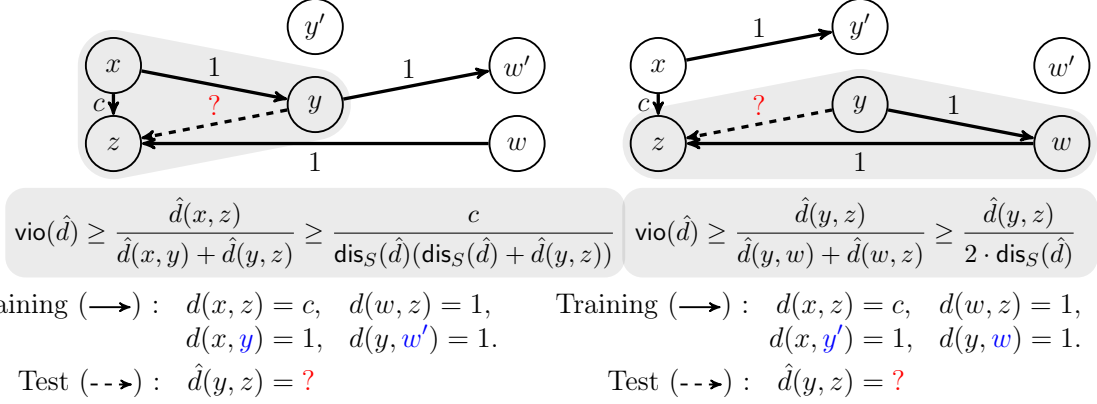 y′
y′
x
1
1
w′
x
1
w′
c
?
y
c
?
y
1
z
w
z
w
1
1
vio(d̂) ≥ d̂(x, z) / (d̂(x, y) + d̂(y, z)) ≥ c / (dis_S(d̂)(dis_S(d̂) + d̂(y, z)))
vio(d̂) ≥ d̂(y, z) / (d̂(y, w) + d̂(w, z)) ≥ d̂(y, z) / (2 · dis_S(d̂))
aining (→) : d(x, z) = c, d(w, z) = 1,
d(x, y) = 1, d(y, w′) = 1.
Test (⇢) : d̂(y, z) = ?
Training (→) : d(x, z) = c, d(w, z) = 1,
d(x, y′) = 1, d(y, w) = 1.
Test (⇢) : d̂(y, z) = ?